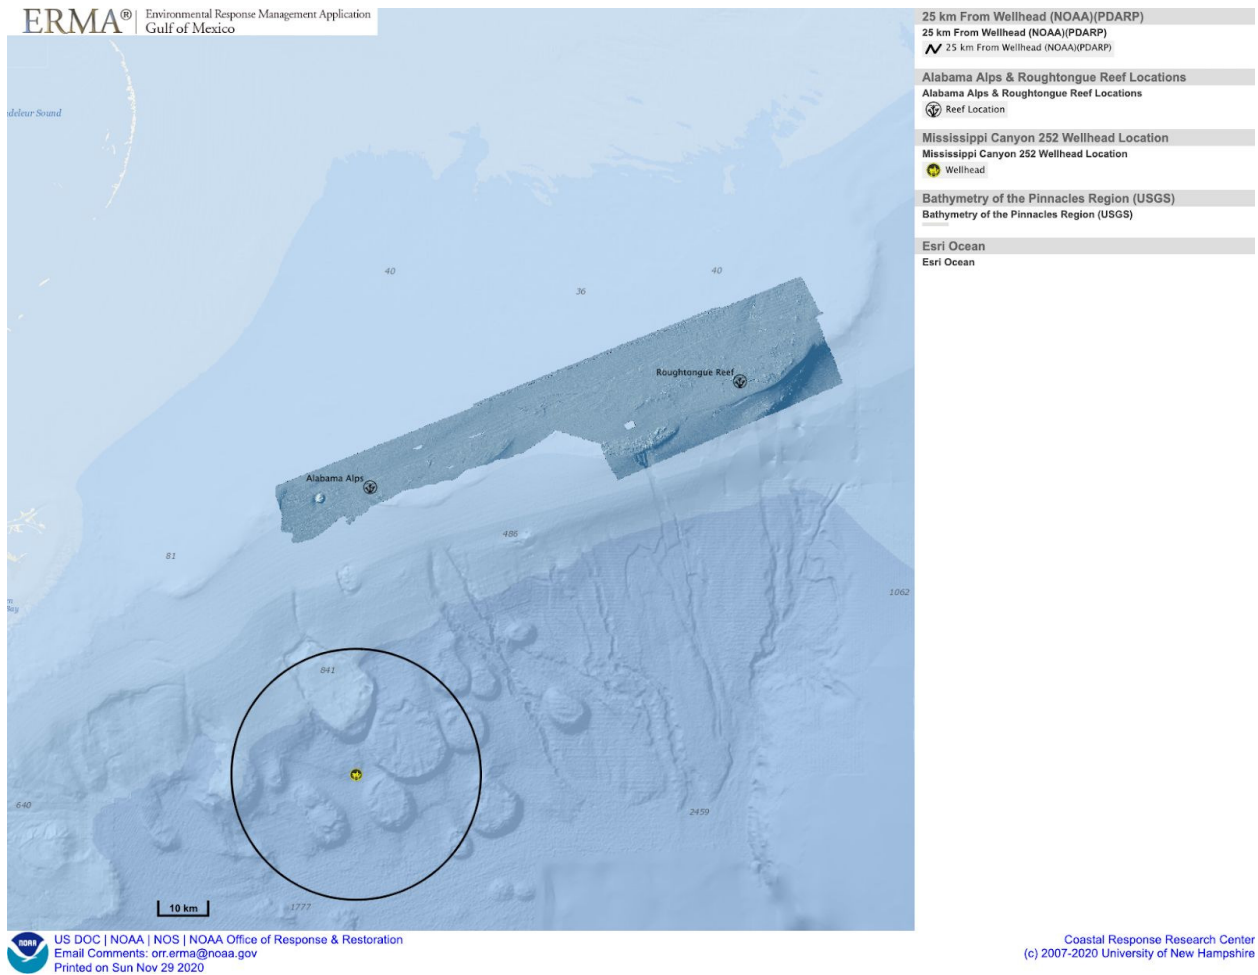 ERMA® Environmental Response Management Application
Gulf of Mexico
25 km From Wellhead (NOAA)(PDARP)
25 km From Wellhead (NOAA)(PDARP)
25 km From Wellhead (NOAA)(PDARP)
Alabama Alps & Roughtongue Reef Locations
Alabama Alps & Roughtongue Reef Locations
Reef Location
Mississippi Canyon 252 Wellhead Location
Mississippi Canyon 252 Wellhead Location
Wellhead
Bathymetry of the Pinnacles Region (USGS)
Bathymetry of the Pinnacles Region (USGS)
Esri Ocean
Esri Ocean
Sound
40
40
36
Roughtongue Reef
Alabama Alps
486
81
1062
841
640
2459
10 km
1777
NOAA
US DOC | NOAA | NOS | NOAA Office of Response & Restoration
Email Comments: orr.erma@noaa.gov
Printed on Sun Nov 29 2020
Coastal Response Research Center
(c) 2007-2020 University of New Hampshire